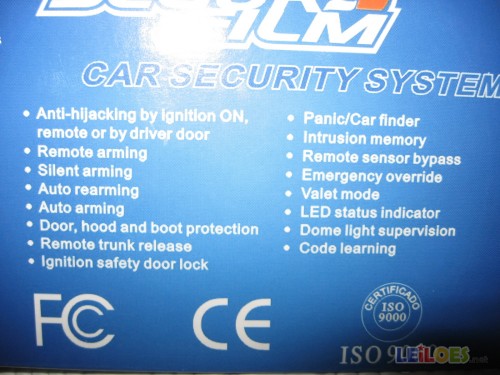 CAR SECURITY SYSTEM
• Anti-hijacking by ignition ON,
remote or by driver door
• Remote arming
• Silent arming
• Auto rearming
• Auto arming
• Door, hood and boot protection
• Remote trunk release
• Ignition safety door lock
• Panic/Car finder
• Intrusion memory
• Remote sensor bypass
• Emergency override
• Valet mode
• LED status indicator
• Dome light supervision
• Code learning
FC
CE
CERTIFICADO
ISO
9000
ISO
LEILOES.net